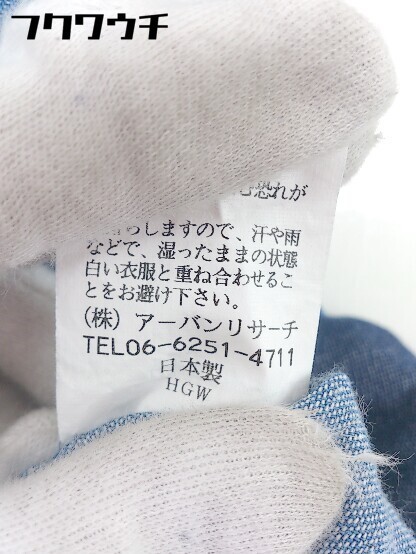 フクワウチ
恐れが
しますので、汗や雨
などで、湿ったままの状態
白い衣服と重ね合わせるこ
とをお避け下さい。
(株) アーバンリサーチ
TEL06-6251-4711
日本製
HGW